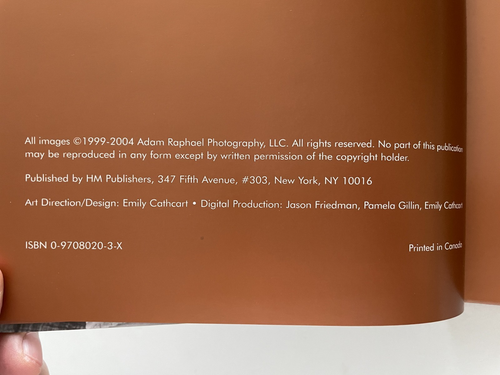 All images ©1999-2004 Adam Raphael Photography, LLC. All rights reserved. No part of this publication
may be reproduced in any form except by written permission of the copyright holder.
Published by HM Publishers, 347 Fifth Avenue, #303, New York, NY 10016
Art Direction/Design: Emily Cathcart • Digital Production: Jason Friedman, Pamela Gillin, Emily Cathcart
ISBN 0-9708020-3-X
Printed in Canada